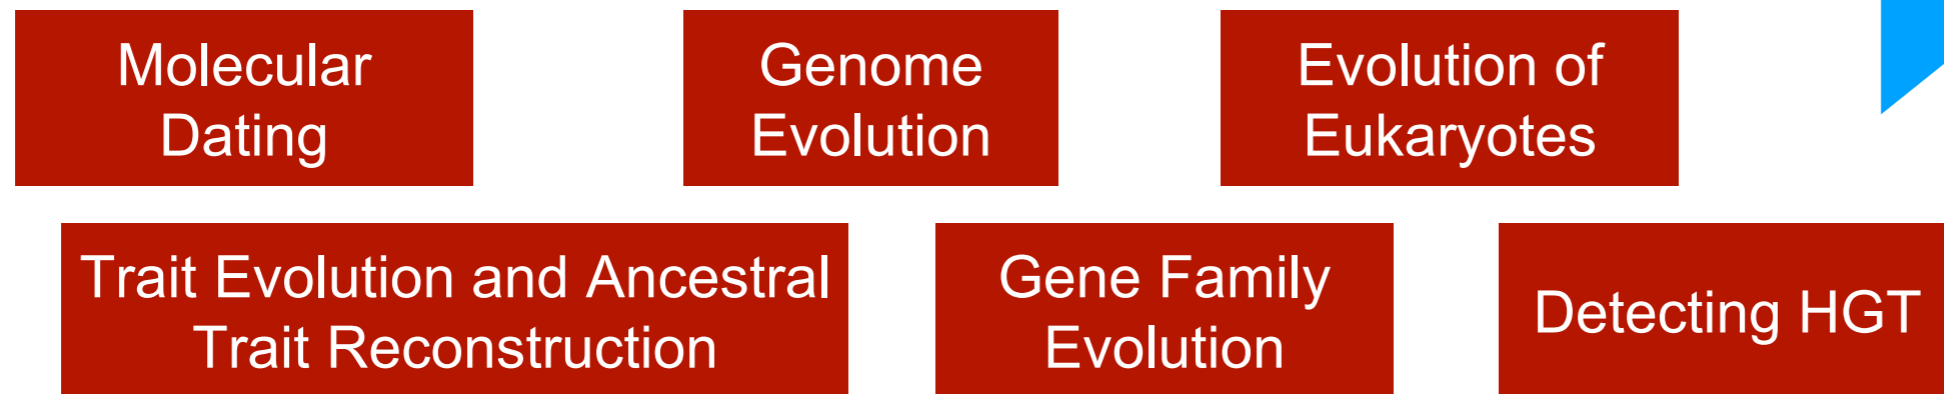 Molecular
Dating
Genome
Evolution
Evolution of
Eukaryotes
Trait Evolution and Ancestral
Trait Reconstruction
Gene Family
Evolution
Detecting HGT